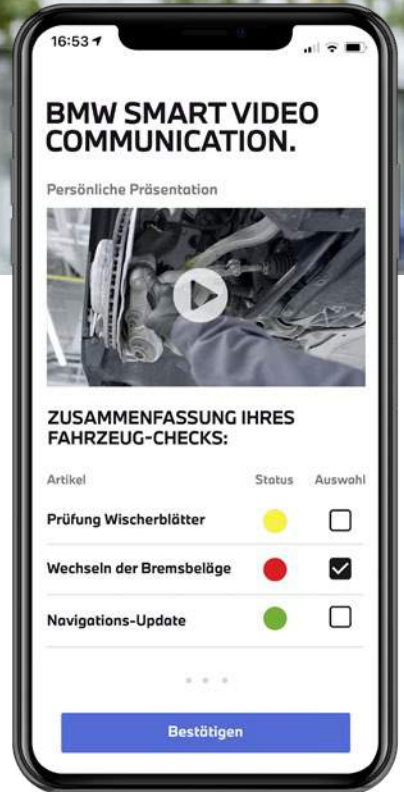 16:53
BMW SMART VIDEO
COMMUNICATION.
Persönliche Präsentation
ZUSAMMENFASSUNG IHRES
FAHRZEUG-CHECKS:
Artikel Status Auswahl
Prüfung Wischerblätter
Wechseln der Bremsbeläge
Navigations-Update
Bestätigen